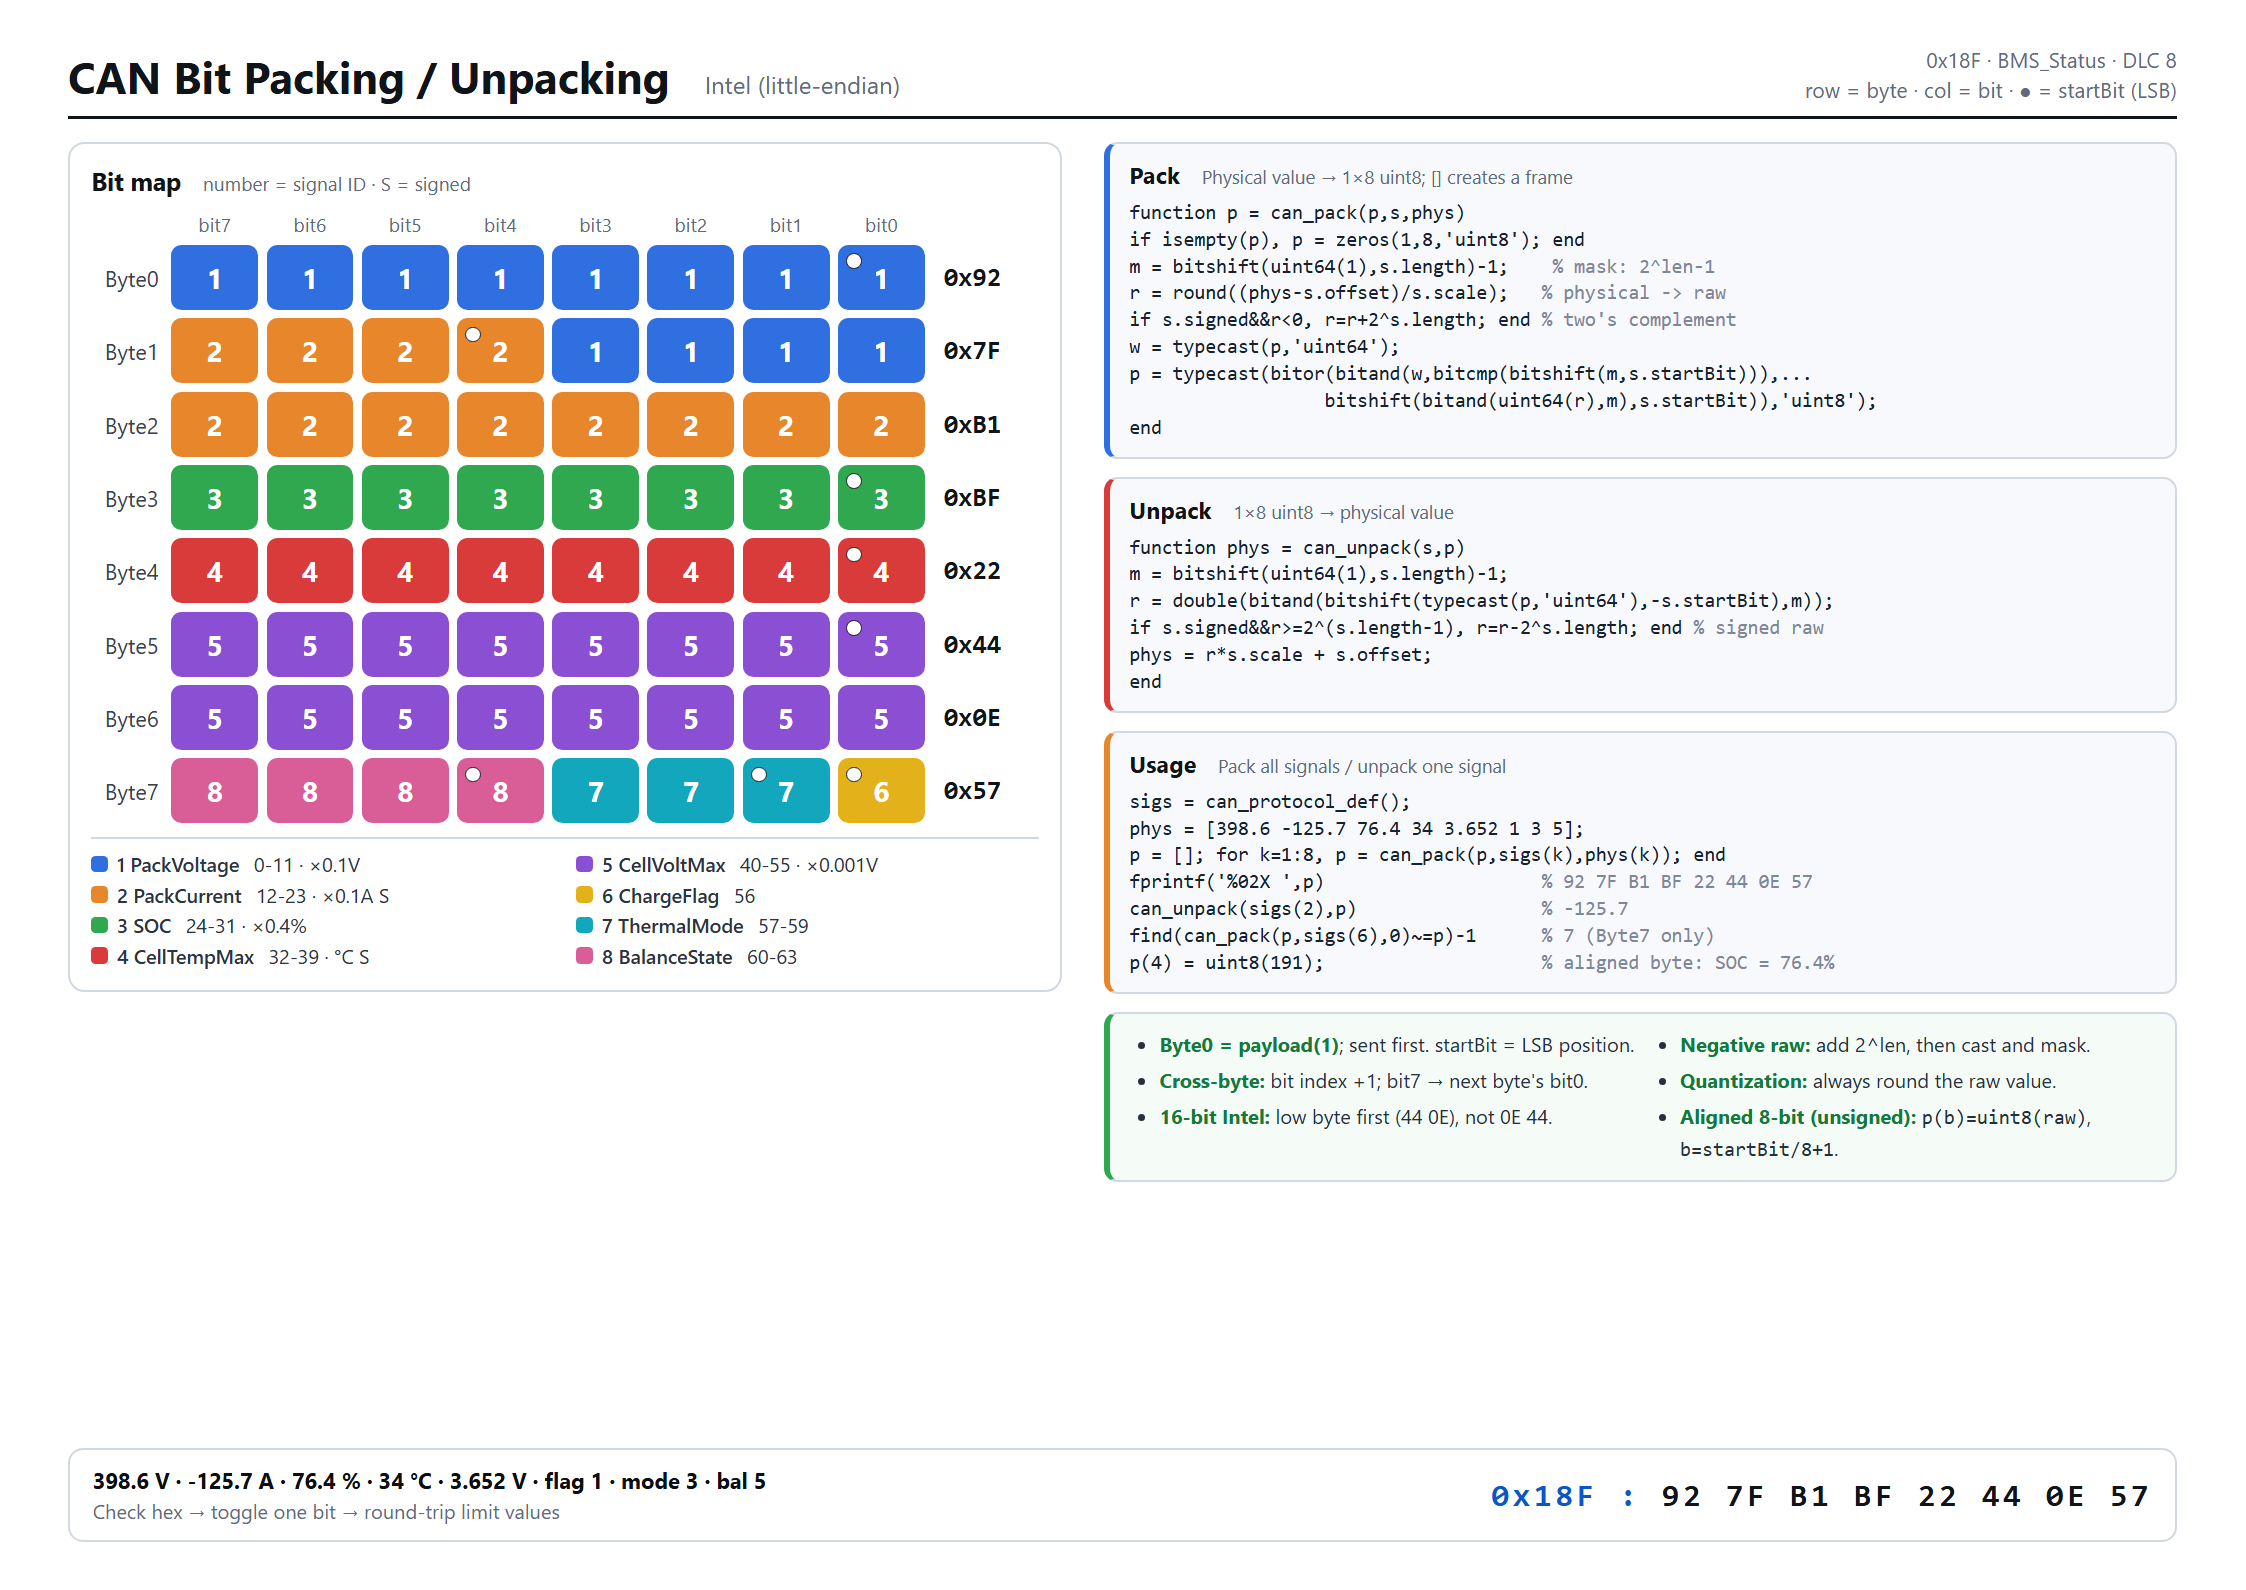 CAN Bit Packing / Unpacking Intel (little-endian)
0x18F · BMS_Status · DLC 8
row = byte · col = bit · ● = startBit (LSB)
Bit map number = signal ID · S = signed
bit7 bit6 bit5 bit4 bit3 bit2 bit1 bit0
Byte0 1 1 1 1 1 1 1 1 0x92
Byte1 2 2 2 2 1 1 1 1 0x7F
Byte2 2 2 2 2 2 2 2 2 0xB1
Byte3 3 3 3 3 3 3 3 3 0xBF
Byte4 4 4 4 4 4 4 4 4 0x22
Byte5 5 5 5 5 5 5 5 5 0x44
Byte6 5 5 5 5 5 5 5 5 0x0E
Byte7 8 8 8 8 7 7 7 6 0x57
1 PackVoltage 0-11 · ×0.1V
2 PackCurrent 12-23 · ×0.1A S
3 SOC 24-31 · ×0.4%
4 CellTempMax 32-39 · °C S
5 CellVoltMax 40-55 · ×0.001V
6 ChargeFlag 56
7 ThermalMode 57-59
8 BalanceState 60-63
Pack Physical value → 1×8 uint8; [] creates a frame
function p = can_pack(p,s,phys)
if isempty(p), p = zeros(1,8,'uint8'); end
m = bitshift(uint64(1),s.length)-1; % mask: 2^len-1
r = round((phys-s.offset)/s.scale); % physical -> raw
if s.signed&&r<0, r=r+2^s.length; end % two's complement
w = typecast(p,'uint64');
p = typecast(bitor(bitand(w,bitcmp(bitshift(m,s.startBit))),...
bitshift(bitand(uint64(r),m),s.startBit)),'uint8');
end
Unpack 1×8 uint8 → physical value
function phys = can_unpack(s,p)
m = bitshift(uint64(1),s.length)-1;
r = double(bitand(bitshift(typecast(p,'uint64'),-s.startBit),m));
if s.signed&&r>=2^(s.length-1), r=r-2^s.length; end % signed raw
phys = r*s.scale + s.offset;
end
Usage Pack all signals / unpack one signal
sigs = can_protocol_def();
phys = [398.6 -125.7 76.4 34 3.652 1 3 5];
p = []; for k=1:8, p = can_pack(p,sigs(k),phys(k)); end
fprintf('%02X ',p) % 92 7F B1 BF 22 44 0E 57
can_unpack(sigs(2),p) % -125.7
find(can_pack(p,sigs(6),0)~=p)-1 % 7 (Byte7 only)
p(4) = uint8(191); % aligned byte: SOC = 76.4%
• Byte0 = payload(1); sent first. startBit = LSB position.
• Cross-byte: bit index +1; bit7 → next byte's bit0.
• 16-bit Intel: low byte first (44 0E), not 0E 44.
• Negative raw: add 2^len, then cast and mask.
• Quantization: always round the raw value.
• Aligned 8-bit (unsigned): p(b)=uint8(raw),
b=startBit/8+1.
398.6 V · -125.7 A · 76.4 % · 34 °C · 3.652 V · flag 1 · mode 3 · bal 5
Check hex → toggle one bit → round-trip limit values
0x18F : 92 7F B1 BF 22 44 0E 57